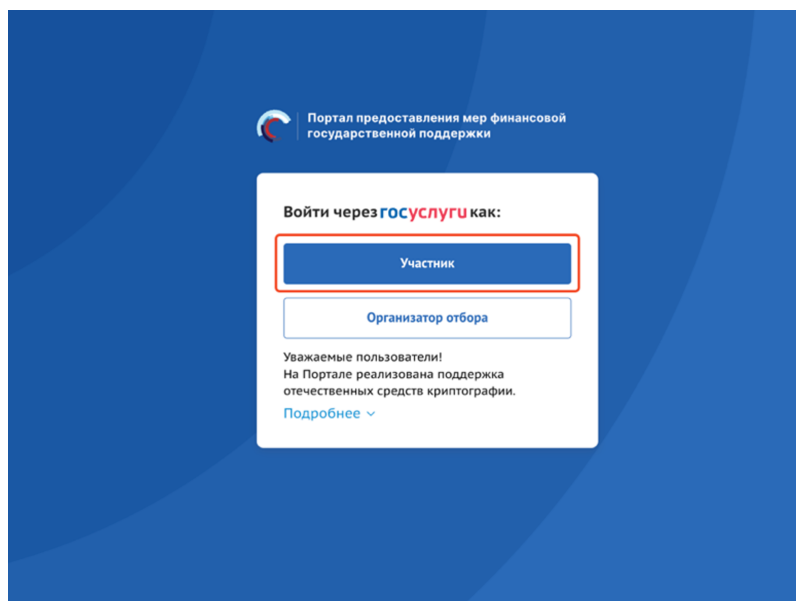 Портал предоставления мер финансовой
государственной поддержки
Войти через госуслуги как:
Участник
Организатор отбора
Уважаемые пользователи!
На Портале реализована поддержка
отечественных средств криптографии.
Подробнее